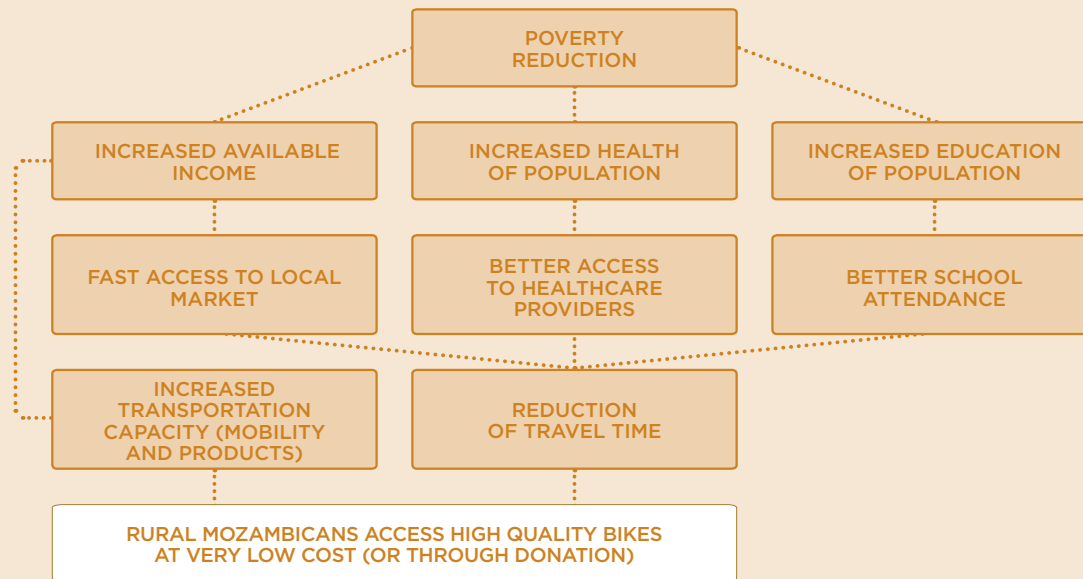 POVERTY
REDUCTION
INCREASED AVAILABLE
INCOME
INCREASED HEALTH
OF POPULATION
INCREASED EDUCATION
OF POPULATION
FAST ACCESS TO LOCAL
MARKET
BETTER ACCESS
TO HEALTHCARE
PROVIDERS
BETTER SCHOOL
ATTENDANCE
INCREASED
TRANSPORTATION
CAPACITY (MOBILITY
AND PRODUCTS)
REDUCTION
OF TRAVEL TIME
RURAL MOZAMBICANS ACCESS HIGH QUALITY BIKES
AT VERY LOW COST (OR THROUGH DONATION)